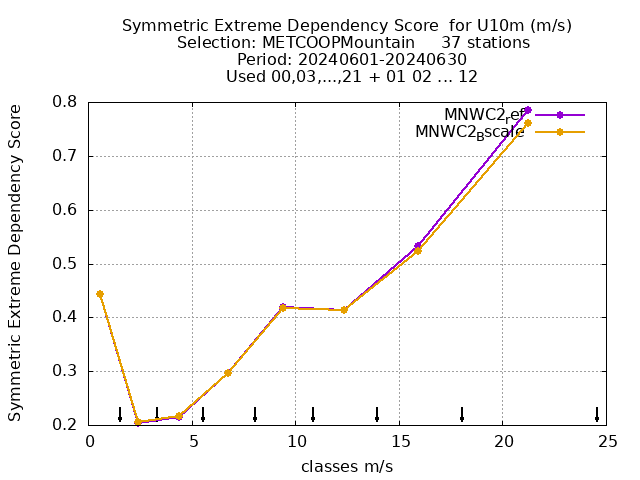 Symmetric Extreme Dependency Score  for U10m (m/s)
Selection: METCOOPMountain     37 stations
Period: 20240601-20240630
Used 00,03,...,21 + 01 02 ... 12
Symmetric Extreme Dependency Score
0.8
0.7
0.6
0.5
0.4
0.3
0.2
MNWC2ref
MNWC2Bscale
0 5 10 15 20 25
classes m/s